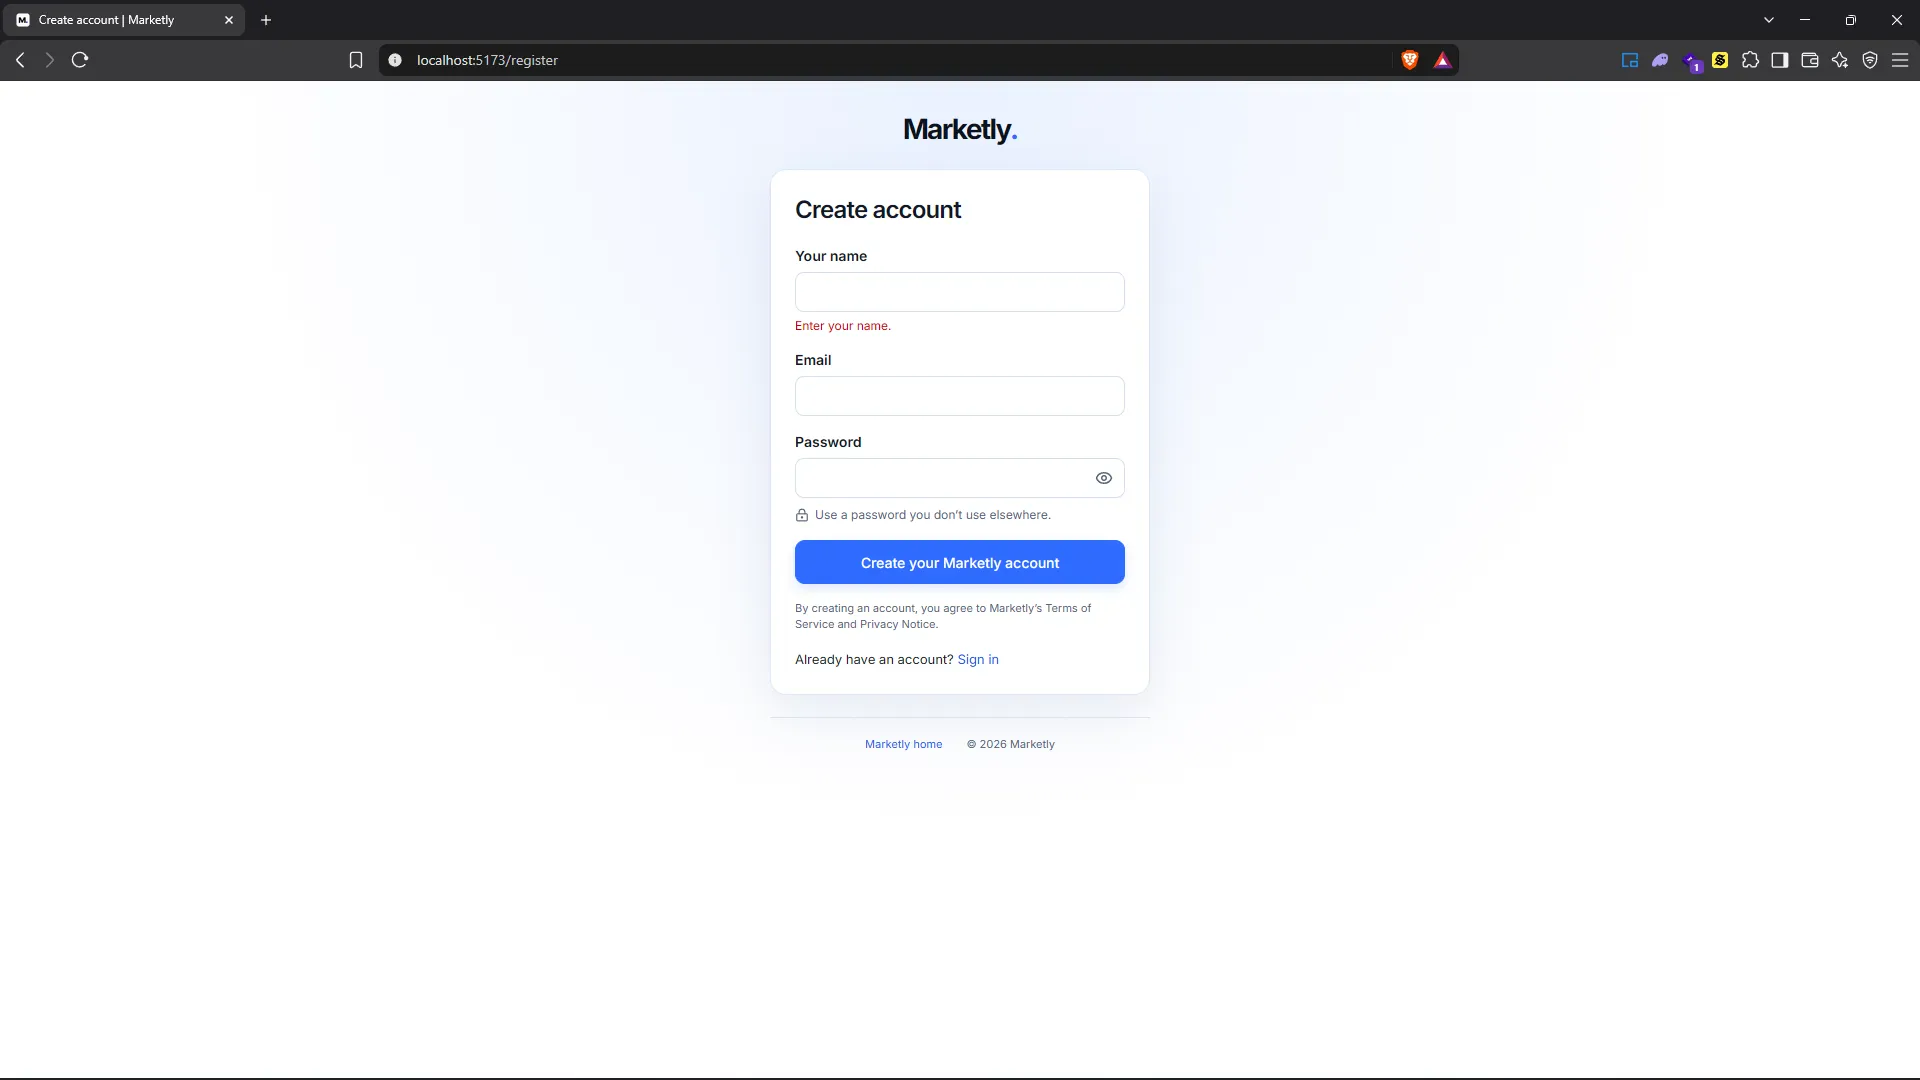 Create account | Marketly
localhost:5173/register
1
Marketly.
Create account
Your name
Enter your name.
Email
Password
Use a password you don't use elsewhere.
Create your Marketly account
By creating an account, you agree to Marketly's Terms of
Service and Privacy Notice.
Already have an account? Sign in
Marketly home © 2026 Marketly